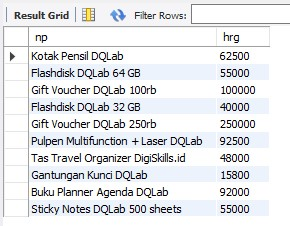 Result Grid Filter Rows:
np hrg
Kotak Pensil DQLab 62500
Flashdisk DQLab 64 GB 55000
Gift Voucher DQLab 100rb 100000
Flashdisk DQLab 32 GB 40000
Gift Voucher DQLab 250rb 250000
Pulpen Multifunction + Laser DQLab 92500
Tas Travel Organizer DigiSkills.id 48000
Gantungan Kunci DQLab 15800
Buku Planner Agenda DQLab 92000
Sticky Notes DQLab 500 sheets 55000